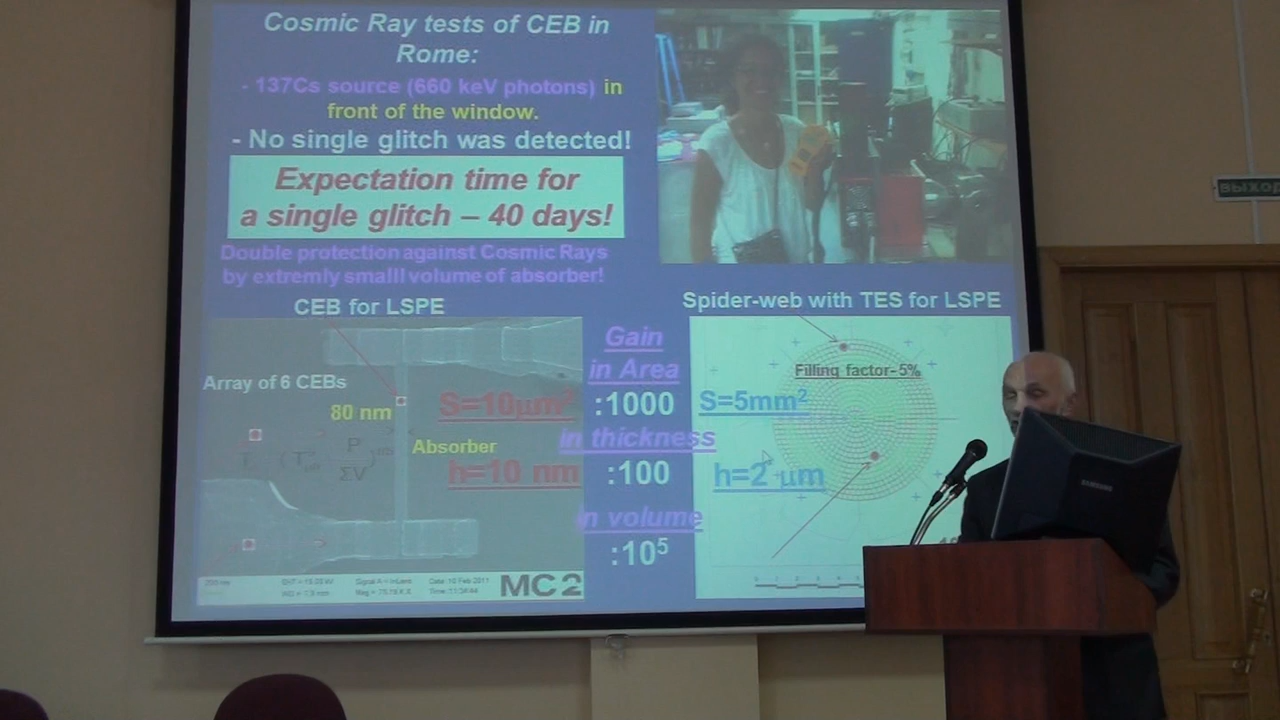 Cosmic Ray tests of CEB in
Rome:
- 137Cs source (660 keV photons) in
front of the window.
- No single glitch was detected!
Expectation time for
a single glitch – 40 days!
Double protection against Cosmic Rays
by extremly smalll volume of absorber!
CEB for LSPE
Spider-web with TES for LSPE
Array of 6 CEBs
80 nm
Absorber
S=10μm²
h=10 nm
P
ΣV
Gain
in Area
:1000
in thickness
:100
in volume
:10⁵
Filling factor- 5%
S=5mm²
h=2 μm
MC2
SAMSUNG
ВЫХОД